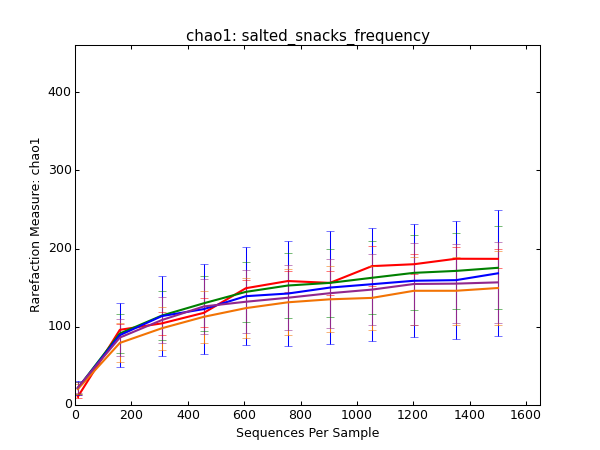 chao1: salted_snacks_frequency
Rarefaction Measure: chao1
400
300
200
100
0
0 200 400 600 800 1000 1200 1400 1600
Sequences Per Sample